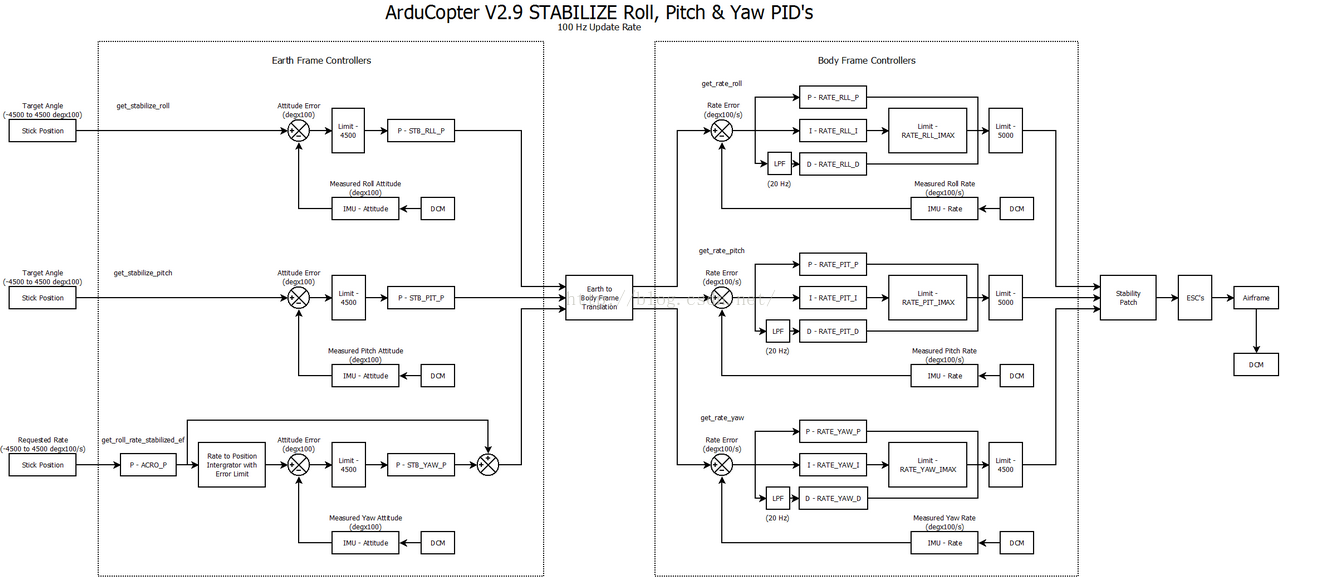 ArduCopter V2.9 STABILIZE Roll, Pitch & Yaw PID's
100 Hz Update Rate
Earth Frame Controllers
Target Angle
(-4500 to 4500 degx100)
Stick Position
get_stabilize_roll
Attitude Error
(degx100)
Limit -
4500
P - STB_RLL_P
Measured Roll Attitude
(degx100)
IMU - Attitude
DCM
Target Angle
(-4500 to 4500 degx100)
Stick Position
get_stabilize_pitch
Attitude Error
(degx100)
Limit -
4500
P - STB_PIT_P
Measured Pitch Attitude
(degx100)
IMU - Attitude
DCM
Requested Rate
(-4500 to 4500 degx100/s)
Stick Position
get_roll_rate_stabilized_ef
P - ACRO_P
Rate to Position
Intergrator with
Error Limit
Attitude Error
(degx100)
Limit -
4500
P - STB_YAW_P
Measured Yaw Attitude
(degx100)
IMU - Attitude
DCM
Earth to
Body Frame
Translation
Body Frame Controllers
get_rate_roll
Rate Error
(degx100/s)
P - RATE_RLL_P
I - RATE_RLL_I
LPF
(20 Hz)
D - RATE_RLL_D
Limit -
RATE_RLL_IMAX
Limit -
5000
Measured Roll Rate
(degx100/s)
IMU - Rate
DCM
get_rate_pitch
Rate Error
(degx100/s)
P - RATE_PIT_P
I - RATE_PIT_I
LPF
(20 Hz)
D - RATE_PIT_D
Limit -
RATE_PIT_IMAX
Limit -
5000
Measured Pitch Rate
(degx100/s)
IMU - Rate
DCM
get_rate_yaw
Rate Error
(degx100/s)
P - RATE_YAW_P
I - RATE_YAW_I
LPF
(20 Hz)
D - RATE_YAW_D
Limit -
RATE_YAW_IMAX
Limit -
4500
Measured Yaw Rate
(degx100/s)
IMU - Rate
DCM
Stability
Patch
ESC's
Airframe
DCM